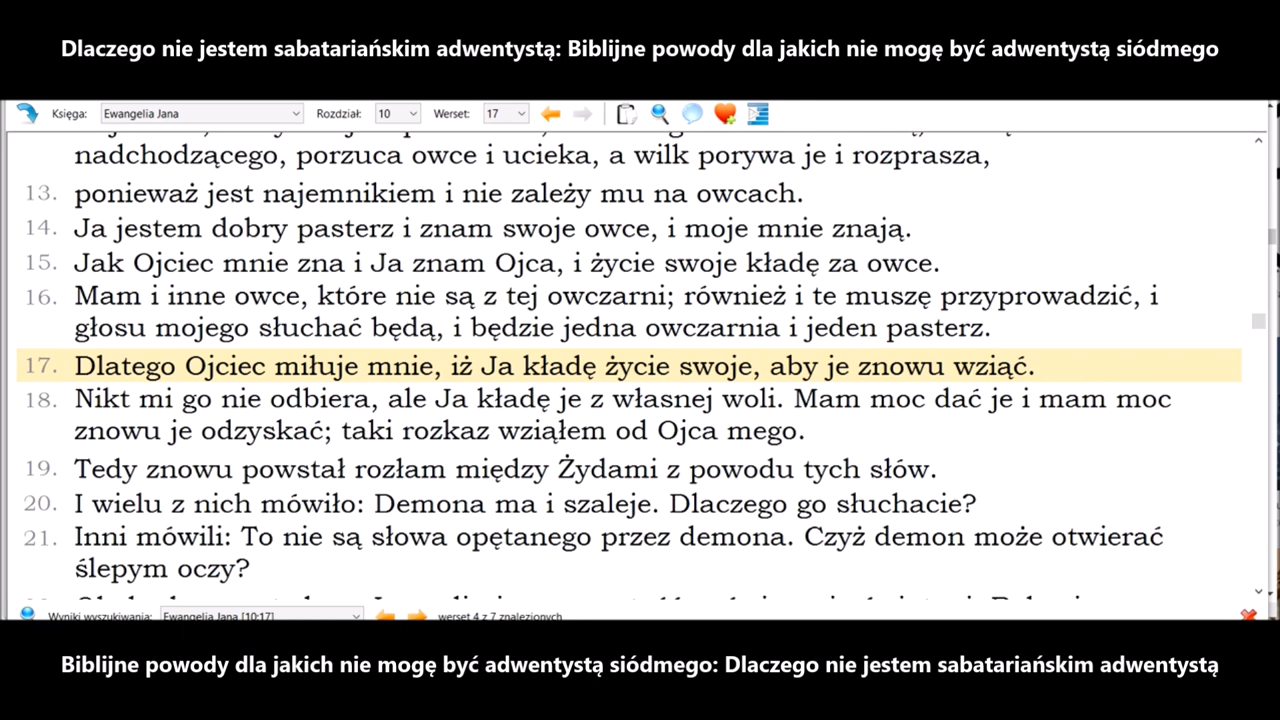 Dlaczego nie jestem sabatariańskim adwentystą: Biblijne powody dla jakich nie mogę być adwentystą siódmego
Księga: Ewangelia Jana Rozdział: 10 Werset: 17
nadchodzącego, porzuca owce i ucieka, a wilk porywa je i rozprasza,
13. ponieważ jest najemnikiem i nie zależy mu na owcach.
14. Ja jestem dobry pasterz i znam swoje owce, i moje mnie znają.
15. Jak Ojciec mnie zna i Ja znam Ojca, i życie swoje kładę za owce.
16. Mam i inne owce, które nie są z tej owczarni; również i te muszę przyprowadzić, i
głosu mojego słuchać będą, i będzie jedna owczarnia i jeden pasterz.
17. Dlatego Ojciec miłuje mnie, iż Ja kładę życie swoje, aby je znowu wziąć.
18. Nikt mi go nie odbiera, ale Ja kładę je z własnej woli. Mam moc dać je i mam moc
znowu je odzyskać; taki rozkaz wziąłem od Ojca mego.
19. Tedy znowu powstał rozłam między Żydami z powodu tych słów.
20. I wielu z nich mówiło: Demona ma i szaleje. Dlaczego go słuchacie?
21. Inni mówili: To nie są słowa opętanego przez demona. Czyż demon może otwierać
ślepym oczy?
Wyniki wyszukiwania: Ewangelia Jana [10:17] werset 4 z 7 znalezionych
Biblijne powody dla jakich nie mogę być adwentystą siódmego: Dlaczego nie jestem sabatariańskim adwentystą